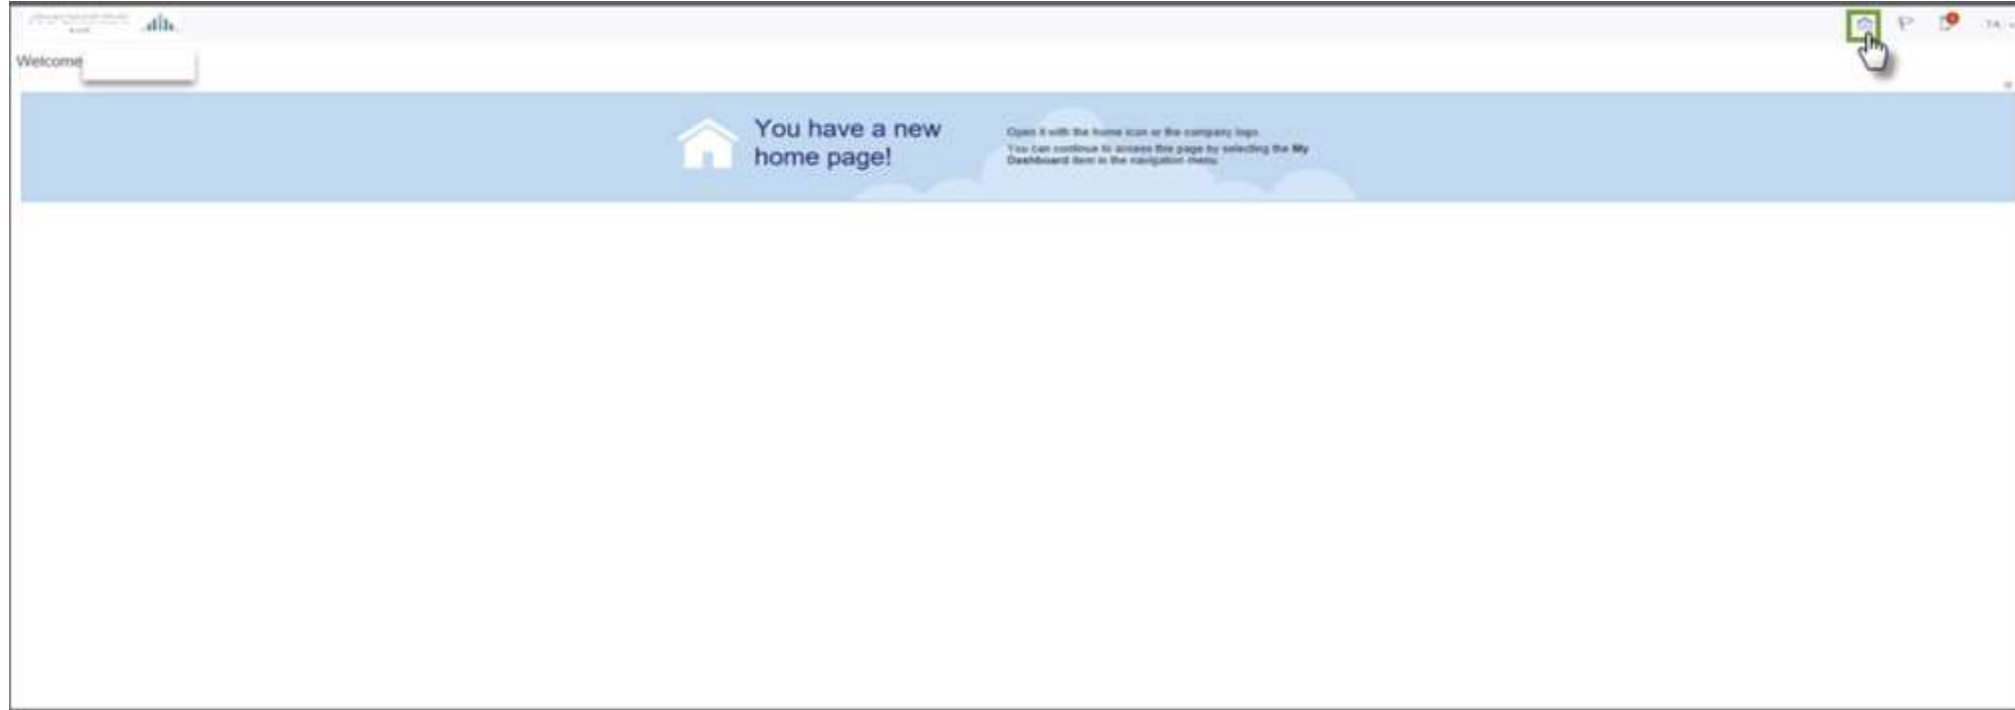 TA
Welcome
You have a new
home page!
Open it with the home icon or the company logo.
You can continue to access this page by selecting the My
Dashboard item in the navigation menu.